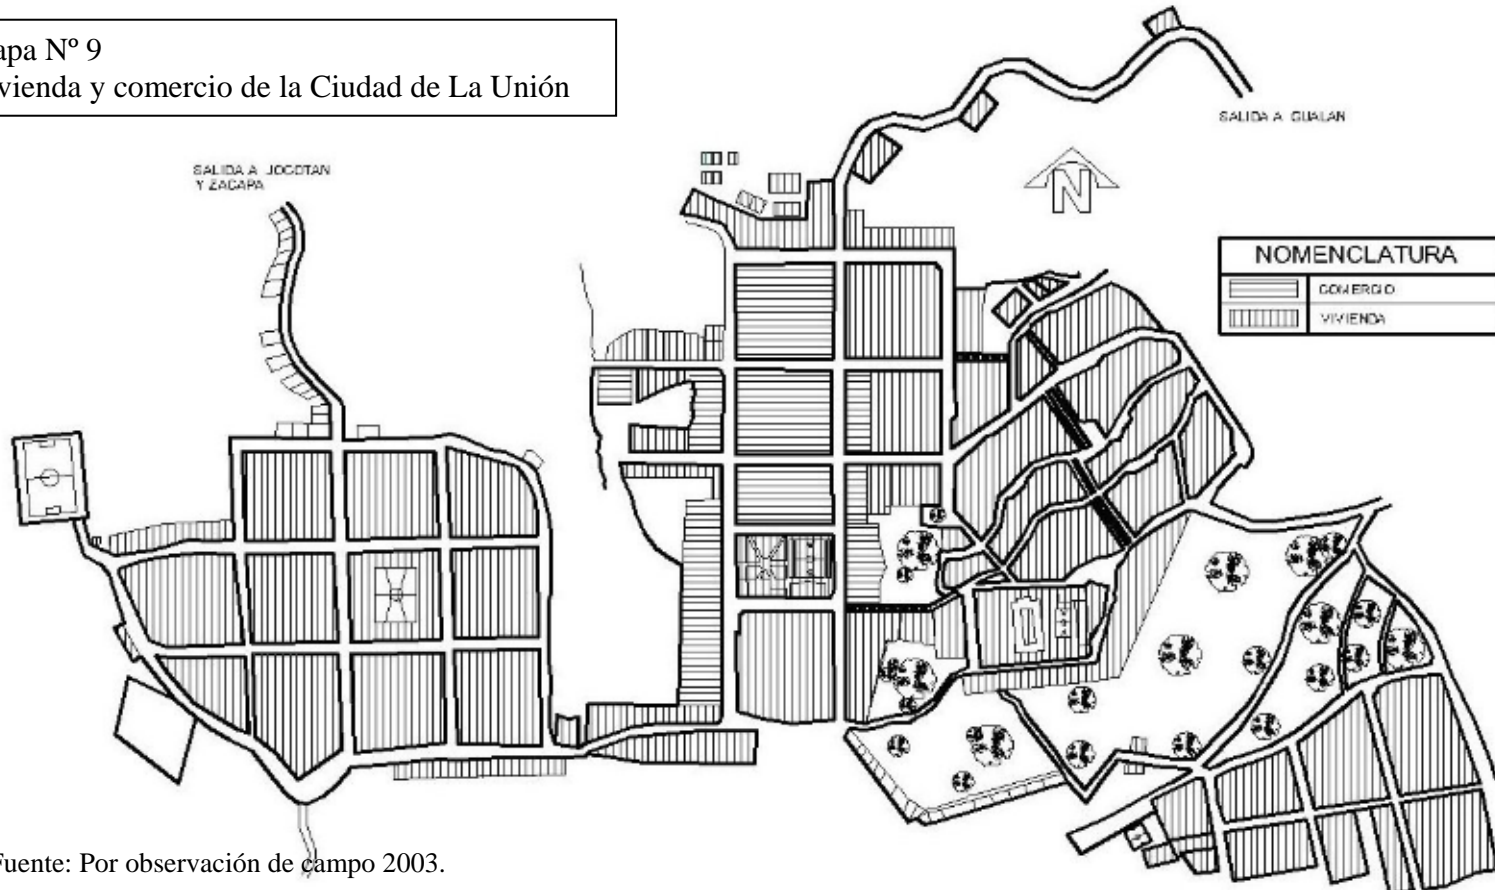 apa Nº 9
vienda y comercio de la Ciudad de La Unión
SALIDA A GUALAN
SALIDA A JOCOTAN
Y ZACAPA
N
NOMENCLATURA
COMERCIO
VIVIENDA
Fuente: Por observación de campo 2003.